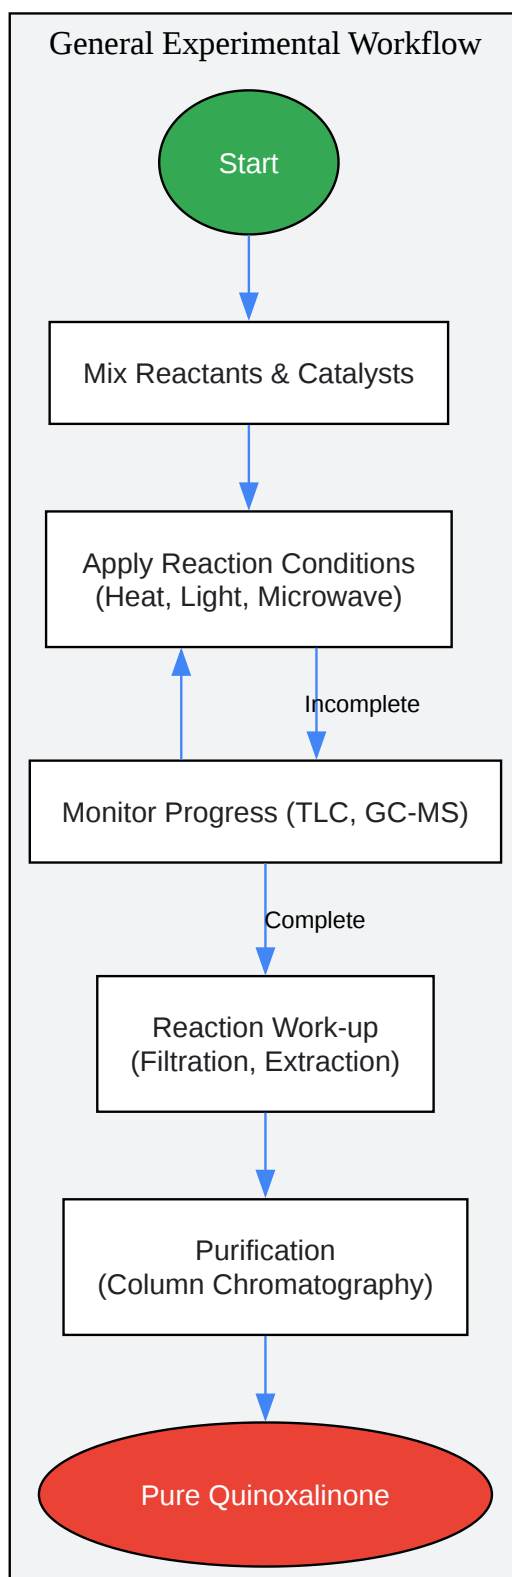 General Experimental Workflow
Start
Mix Reactants & Catalysts
Apply Reaction Conditions
(Heat, Light, Microwave)
Incomplete
Monitor Progress (TLC, GC-MS)
Complete
Reaction Work-up
(Filtration, Extraction)
Purification
(Column Chromatography)
Pure Quinoxalinone